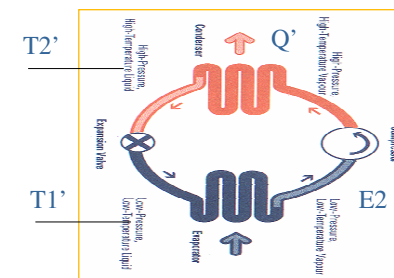 T2’
High-Pressure,
High-Temperature Liquid
Condenser
Q’
High-Pressure,
High-Temperature Vapour
Expansion Valve
T1’
Low-Pressure,
Low-Temperature Liquid
Evaporator
Low-Pressure,
Low-Temperature Vapour
E2